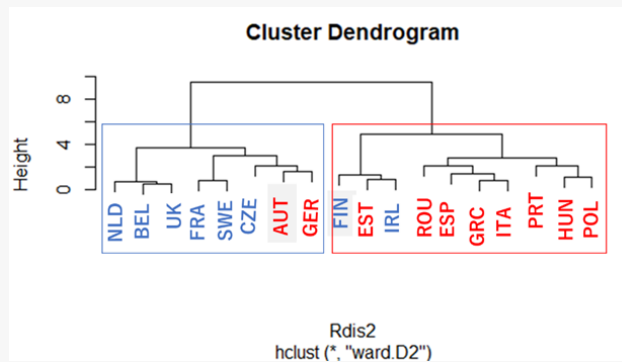 Cluster Dendrogram
Height
8
4
0
NLD BEL UK FRA SWE CZE AUT GER FIN EST IRL ROU ESP GRC ITA PRT HUN POL
Rdis2
hclust (*, "ward.D2")